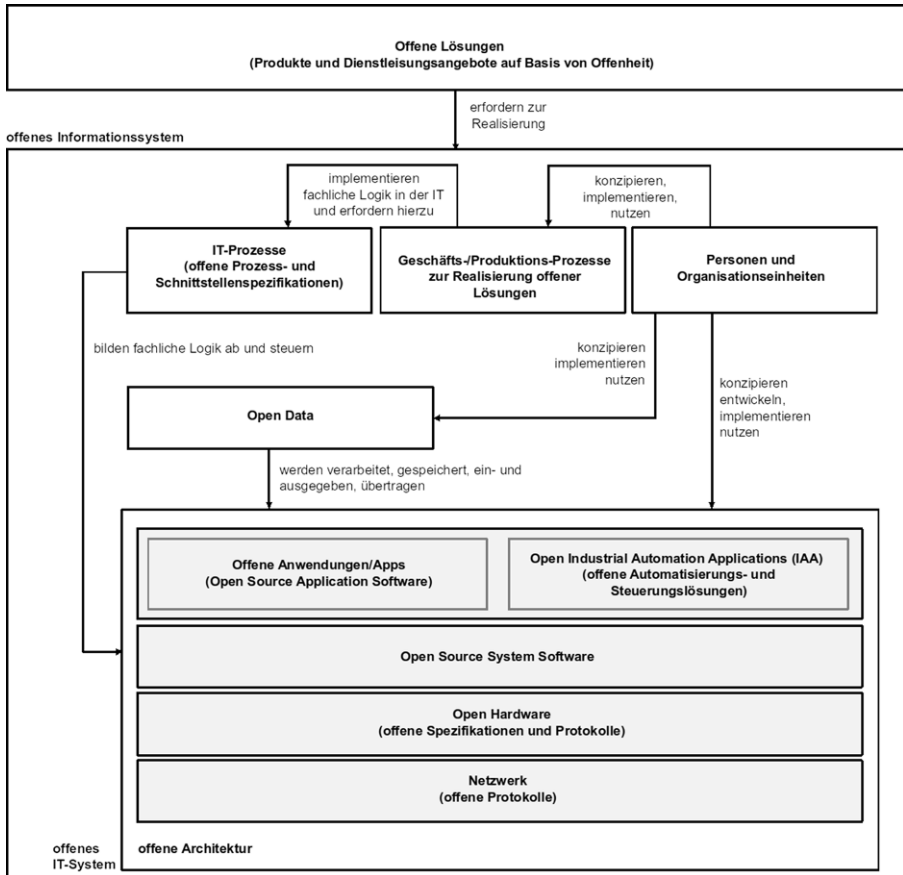 Offene Lösungen
(Produkte und Dienstleisungsangebote auf Basis von Offenheit)
erfordern zur
Realisierung
offenes Informationssystem
implementieren
fachliche Logik in der IT
und erfordern hierzu
konzipieren,
implementieren,
nutzen
IT-Prozesse
(offene Prozess- und
Schnittstellenspezifikationen)
Geschäfts-/Produktions-Prozesse
zur Realisierung offener
Lösungen
Personen und
Organisationseinheiten
bilden fachliche Logik ab und steuern
konzipieren
implementieren
nutzen
konzipieren
entwickeln,
implementieren
nutzen
Open Data
werden verarbeitet, gespeichert, ein- und
ausgegeben, übertragen
Offene Anwendungen/Apps
(Open Source Application Software)
Open Industrial Automation Applications (IAA)
(offene Automatisierungs- und
Steuerungslösungen)
Open Source System Software
Open Hardware
(offene Spezifikationen und Protokolle)
Netzwerk
(offene Protokolle)
offenes
IT-System
offene Architektur